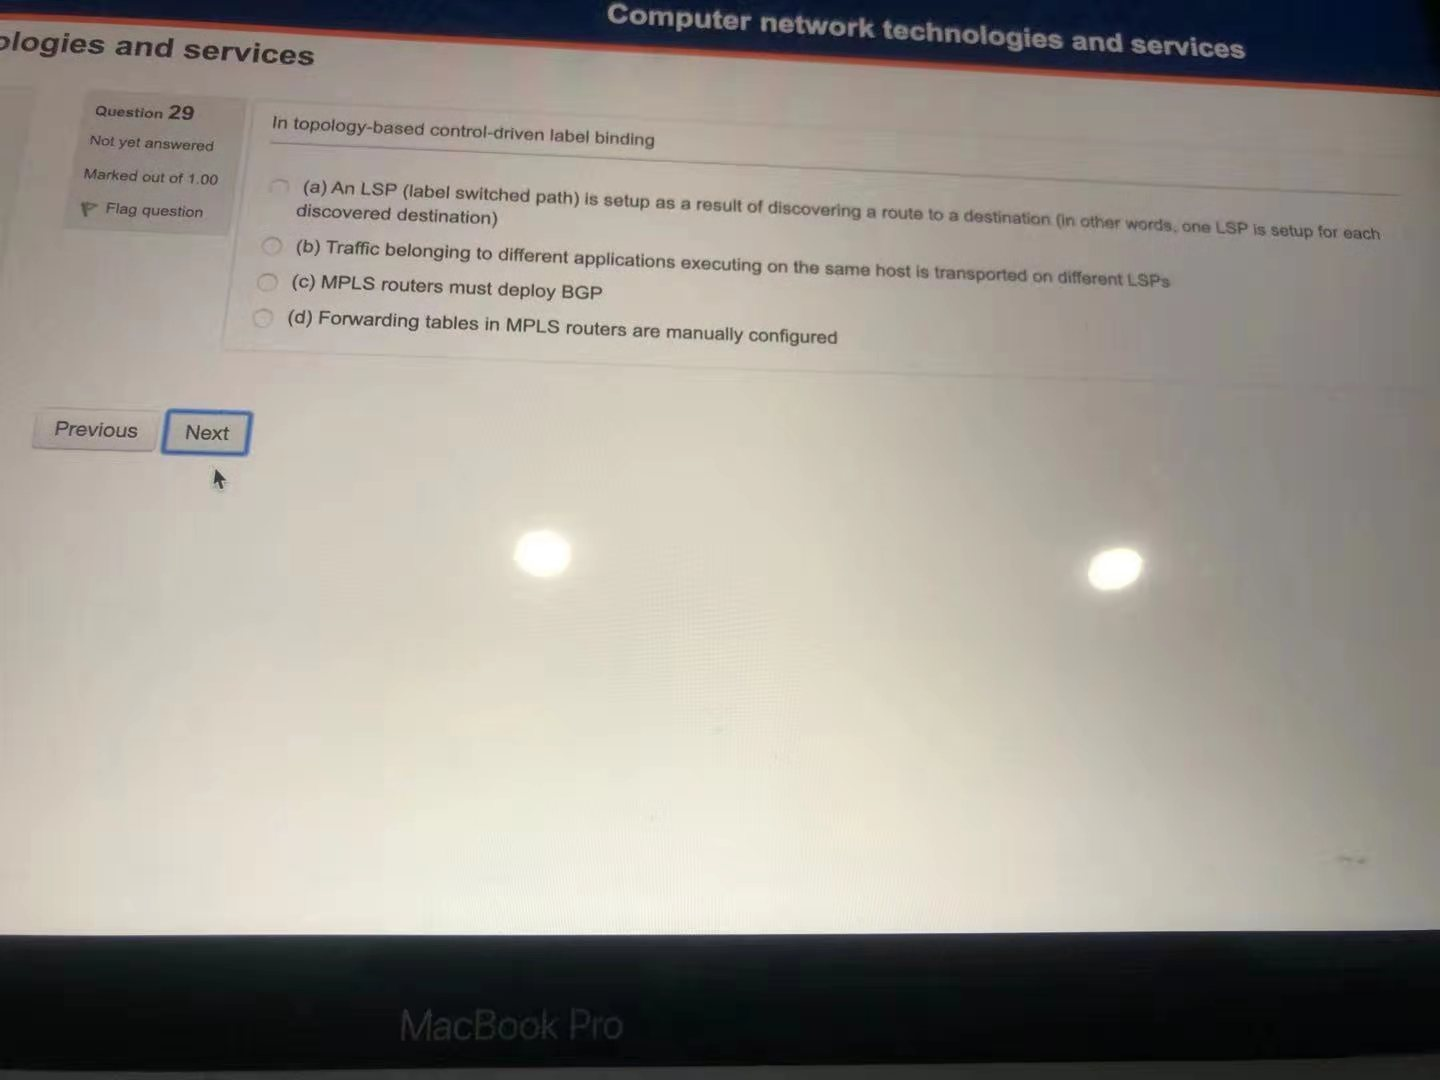 Computer network technologies and services
ologies and services
Question 29
Not yet answered
Marked out of 1.00
Flag question
In topology-based control-driven label binding
(a) An LSP (label switched path) is setup as a result of discovering a route to a destination (in other words, one LSP is setup for each
discovered destination)
(b) Traffic belonging to different applications executing on the same host is transported on different LSPs
(c) MPLS routers must deploy BGP
(d) Forwarding tables in MPLS routers are manually configured
Previous
Next
MacBook Pro